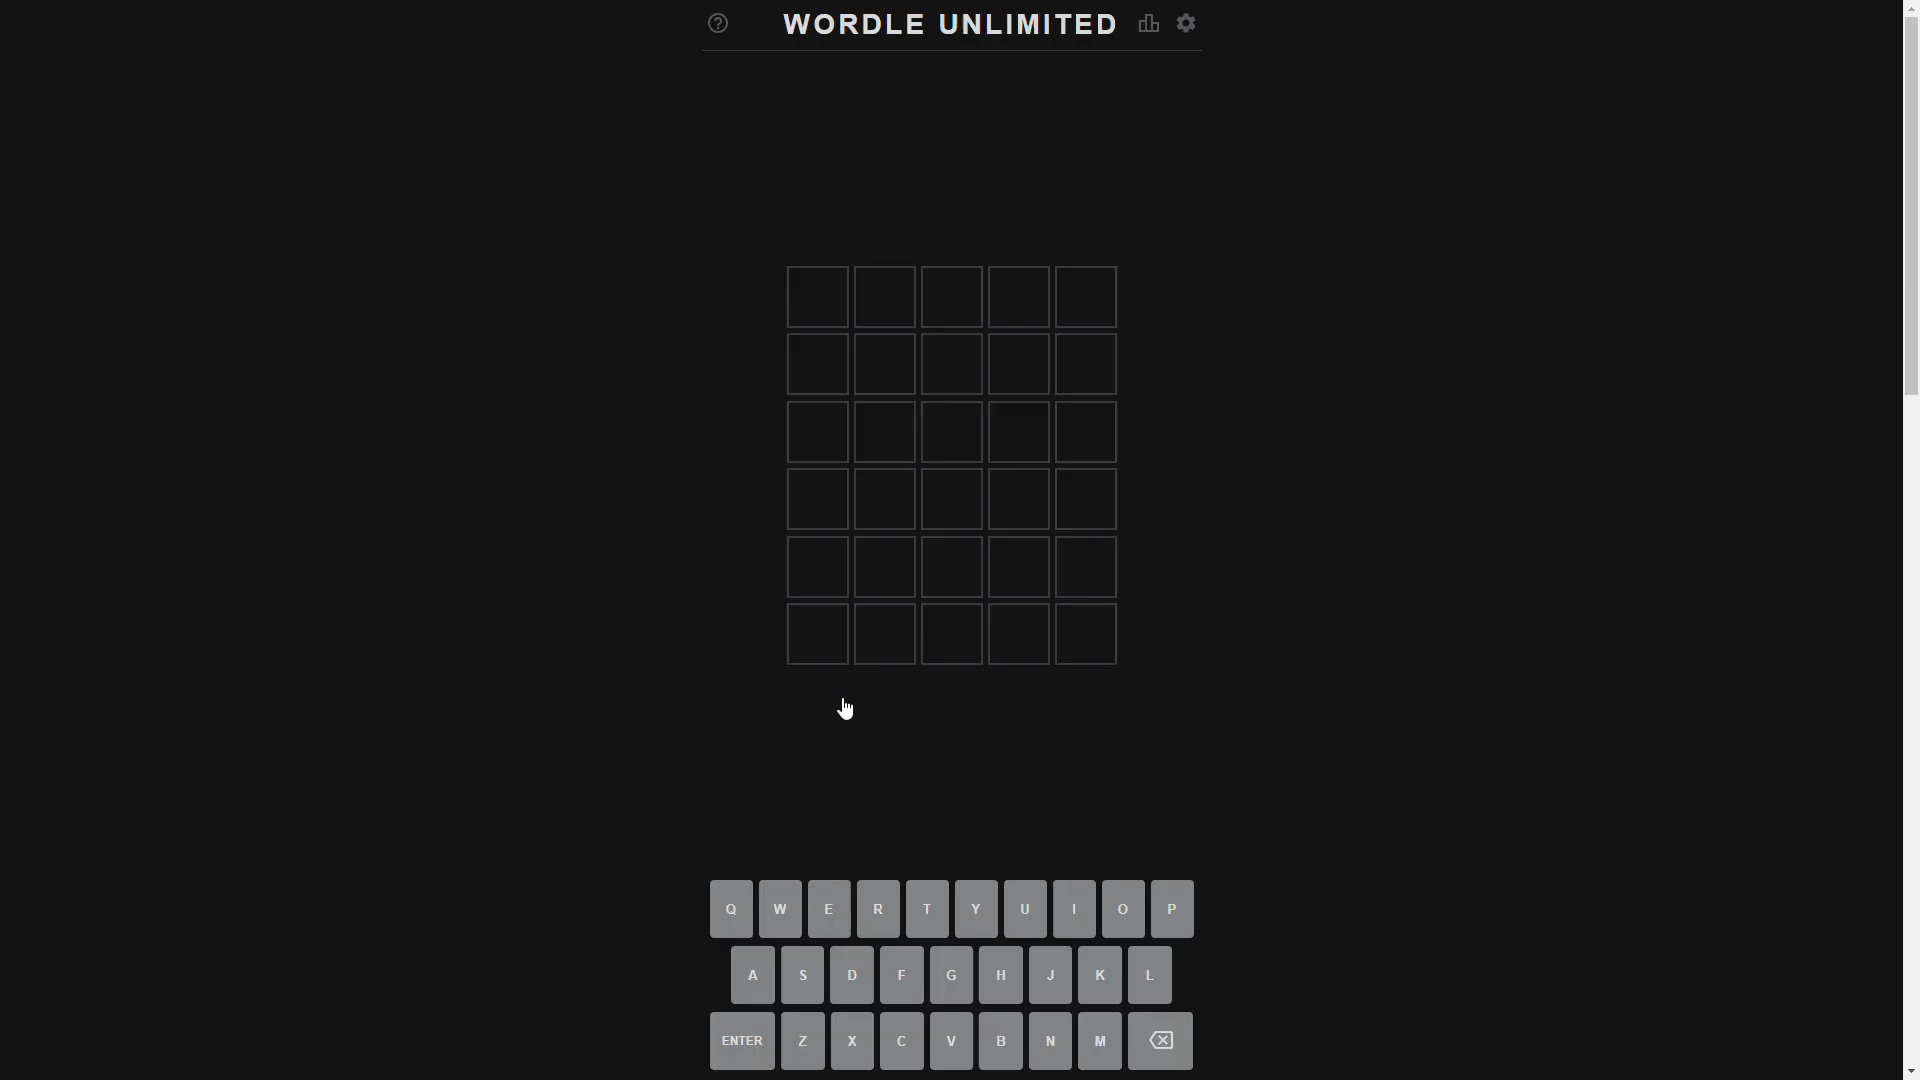 WORDLE UNLIMITED
Q W E R T Y U I O P
A S D F G H J K L
ENTER Z X C V B N M